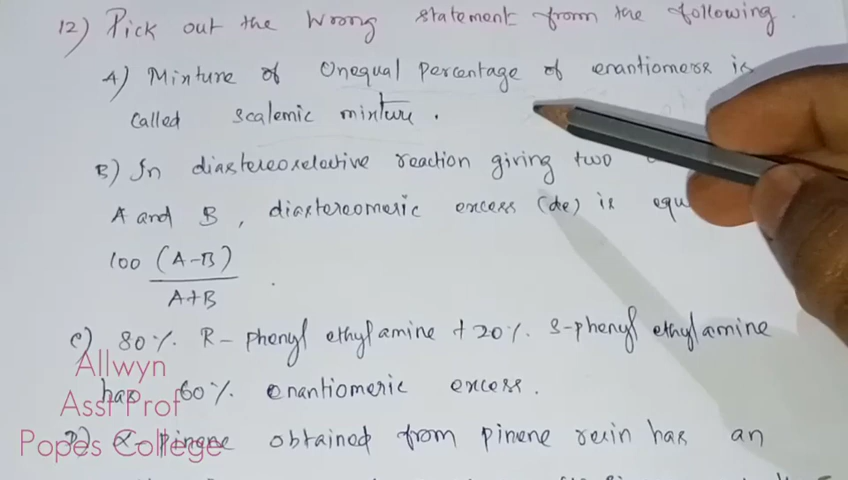 12) Pick out the wrong statement from the following.
A) Mixture of Unequal percentage of enantiomers is
called scalemic mixture.
B) In diastereoselective reaction giving two
A and B, diastereomeric excess (de) is equ
100 (A-B)
A+B
C) 80%. R- phenyl ethylamine + 20%. S-phenyl ethylamine
has 60% enantiomeric excess.
D) α-pinene obtained from pinene resin has an
Allwyn
Asst Prof
Popes College